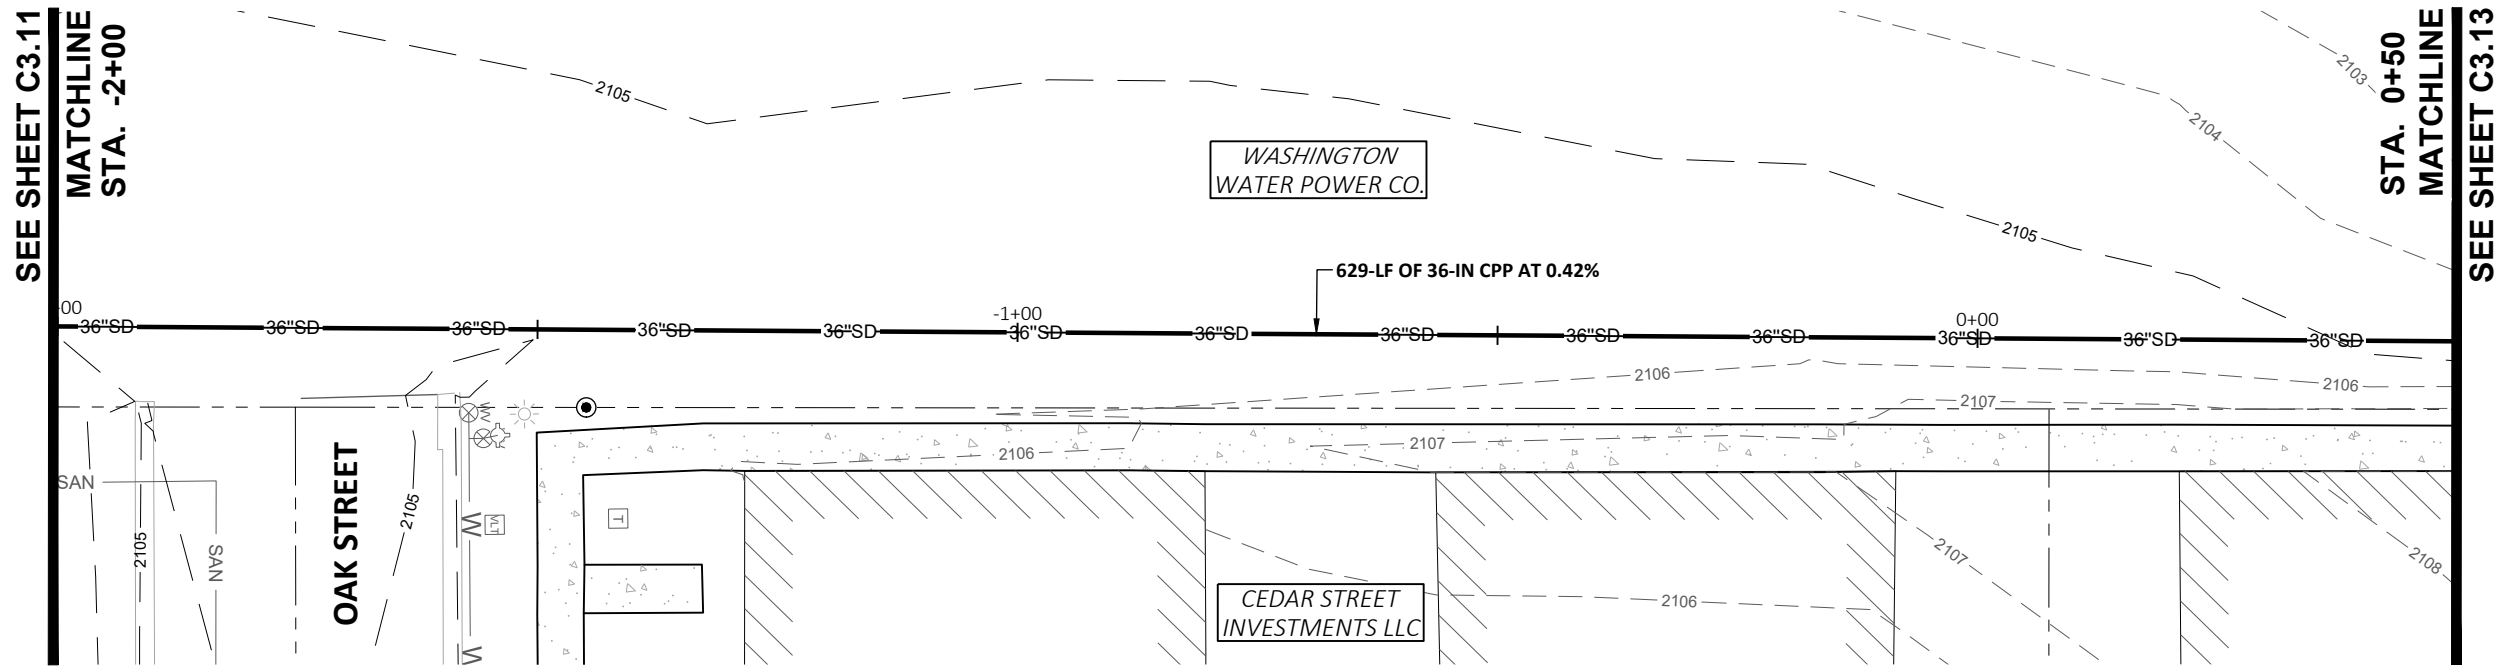 SEE SHEET C3.11
MATCHLINE
STA. -2+00
2105
WASHINGTON
WATER POWER CO.
2103
2104
2105
STA. 0+50
MATCHLINE
SEE SHEET C3.13
629-LF OF 36-IN CPP AT 0.42%
00
-1+00
0+00
36"SD
36"SD
36"SD
36"SD
36"SD
36"SD
36"SD
36"SD
36"SD
36"SD
36"SD
36"SD
36"SD
2106
2106
2107
W
2107
2106
SAN
OAK STREET
2105
W
VLT
T
2105
SAN
2107
2108
CEDAR STREET
INVESTMENTS LLC
2106
W